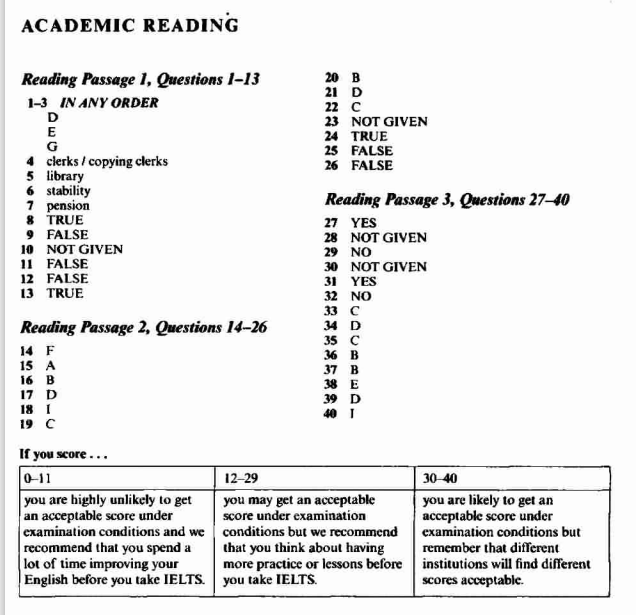 ACADEMIC READING
Reading Passage 1, Questions 1–13
1–3 IN ANY ORDER
D
E
G
4 clerks / copying clerks
5 library
6 stability
7 pension
8 TRUE
9 FALSE
10 NOT GIVEN
11 FALSE
12 FALSE
13 TRUE
Reading Passage 2, Questions 14–26
14 F
15 A
16 B
17 D
18 I
19 C
20 B
21 D
22 C
23 NOT GIVEN
24 TRUE
25 FALSE
26 FALSE
Reading Passage 3, Questions 27–40
27 YES
28 NOT GIVEN
29 NO
30 NOT GIVEN
31 YES
32 NO
33 C
34 D
35 C
36 B
37 B
38 E
39 D
40 I
If you score . . .
0–11
you are highly unlikely to get
an acceptable score under
examination conditions and we
recommend that you spend a
lot of time improving your
English before you take IELTS.
12–29
you may get an acceptable
score under examination
conditions but we recommend
that you think about having
more practice or lessons before
you take IELTS.
30–40
you are likely to get an
acceptable score under
examination conditions but
remember that different
institutions will find different
scores acceptable.